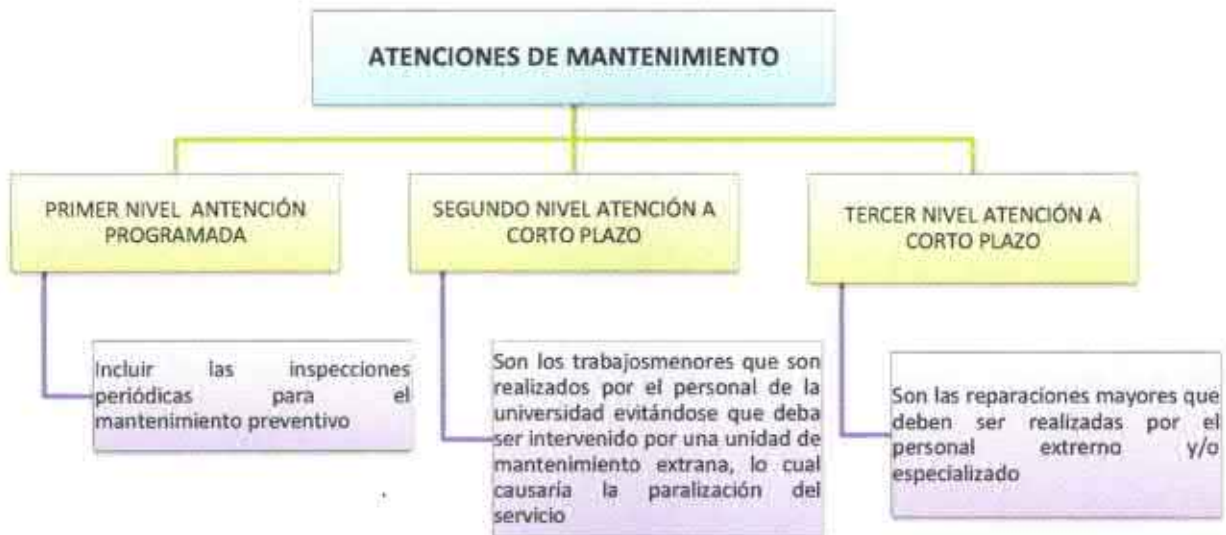 ATENCIONES DE MANTENIMIENTO
PRIMER NIVEL ANTENCIÓN
PROGRAMADA
Incluir las inspecciones
periódicas para el
mantenimiento preventivo
SEGUNDO NIVEL ATENCIÓN A
CORTO PLAZO
Son los trabajosmenores que son
realizados por el personal de la
universidad evitándose que deba
ser intervenido por una unidad de
mantenimiento extrana, lo cual
causaría la paralización del
servicio
TERCER NIVEL ATENCIÓN A
CORTO PLAZO
Son las reparaciones mayores que
deben ser realizadas por el
personal extrerno y/o
especializado